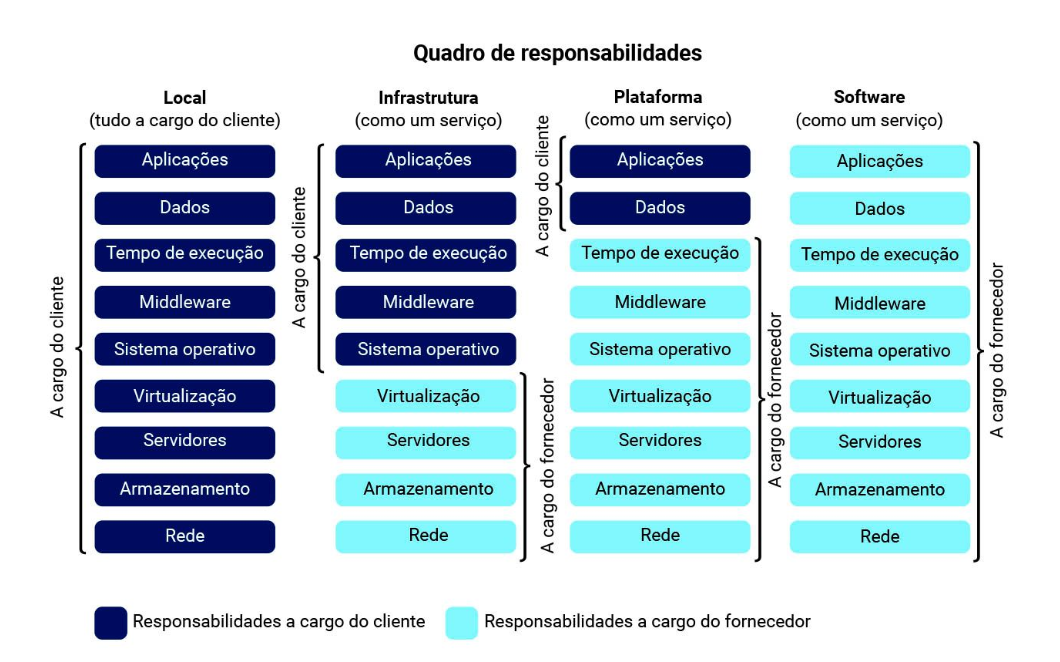 Quadro de responsabilidades
Local
(tudo a cargo do cliente)
A cargo do cliente
Aplicações
Dados
Tempo de execução
Middleware
Sistema operativo
Virtualização
Servidores
Armazenamento
Rede
Infrastrutura
(como um serviço)
A cargo do cliente
Aplicações
Dados
Tempo de execução
Middleware
Sistema operativo
Virtualização
Servidores
Armazenamento
Rede
A cargo do fornecedor
Plataforma
(como um serviço)
A cargo do cliente
Aplicações
Dados
Tempo de execução
Middleware
Sistema operativo
Virtualização
Servidores
Armazenamento
Rede
A cargo do fornecedor
Software
(como um serviço)
Aplicações
Dados
Tempo de execução
Middleware
Sistema operativo
Virtualização
Servidores
Armazenamento
Rede
A cargo do fornecedor
Responsabilidades a cargo do cliente
Responsabilidades a cargo do fornecedor